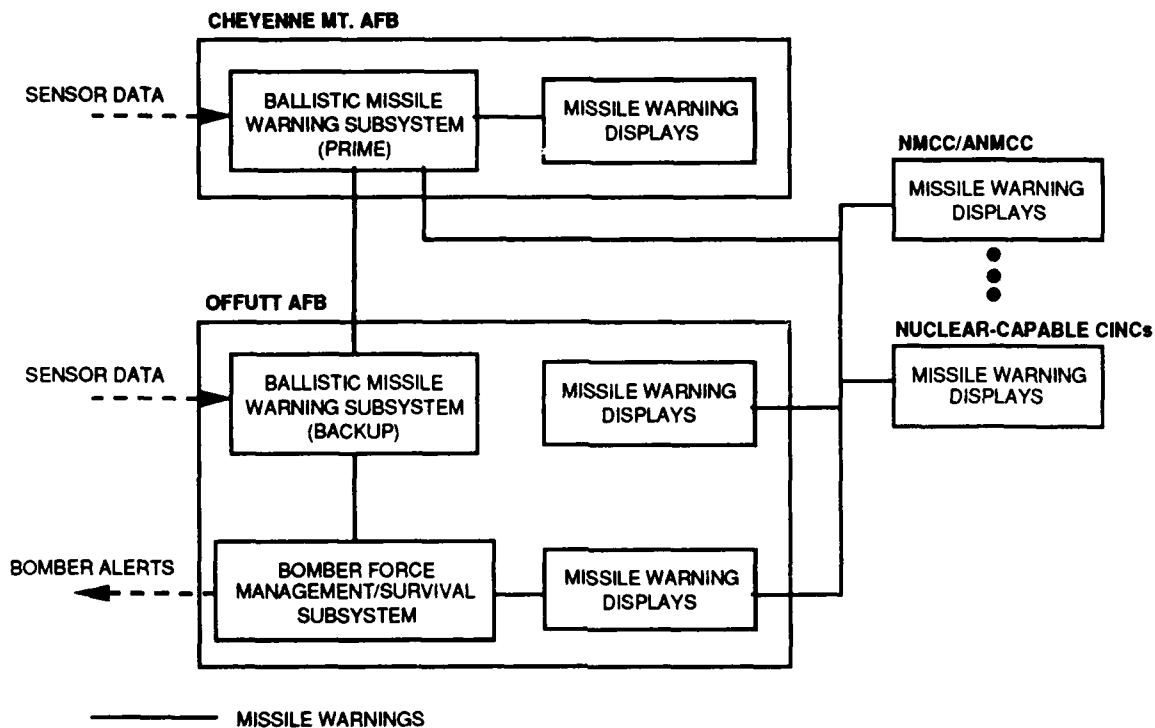 CHEYENNE MT. AFB
SENSOR DATA
BALLISTIC MISSILE
WARNING SUBSYSTEM
(PRIME)
MISSILE WARNING
DISPLAYS
NMCC/ANMCC
MISSILE WARNING
DISPLAYS
OFFUTT AFB
NUCLEAR-CAPABLE CINCs
MISSILE WARNING
DISPLAYS
SENSOR DATA
BALLISTIC MISSILE
WARNING SUBSYSTEM
(BACKUP)
MISSILE WARNING
DISPLAYS
BOMBER ALERTS
BOMBER FORCE
MANAGEMENT/SURVIVAL
SUBSYSTEM
MISSILE WARNING
DISPLAYS
MISSILE WARNINGS